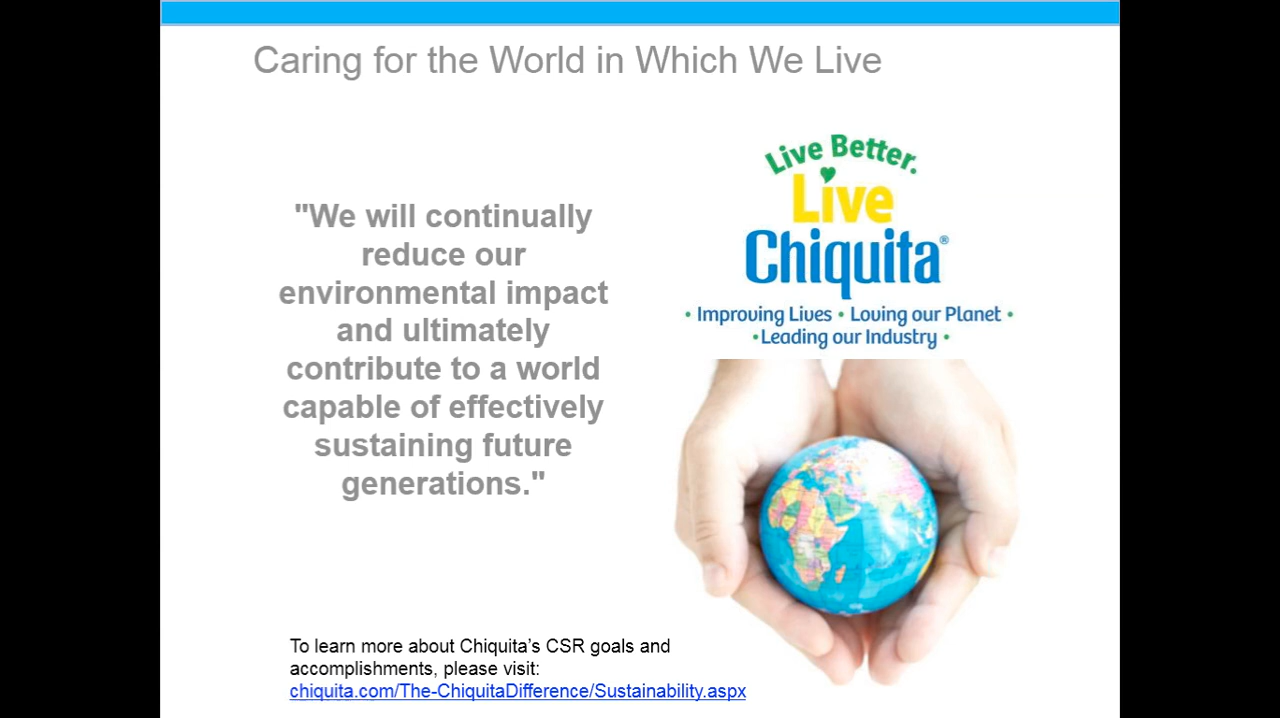 Caring for the World in Which We Live
Live Better.
Live
Chiquita®
• Improving Lives • Loving our Planet •
•Leading our Industry •
"We will continually
reduce our
environmental impact
and ultimately
contribute to a world
capable of effectively
sustaining future
generations."
To learn more about Chiquita’s CSR goals and
accomplishments, please visit:
chiquita.com/The-ChiquitaDifference/Sustainability.aspx